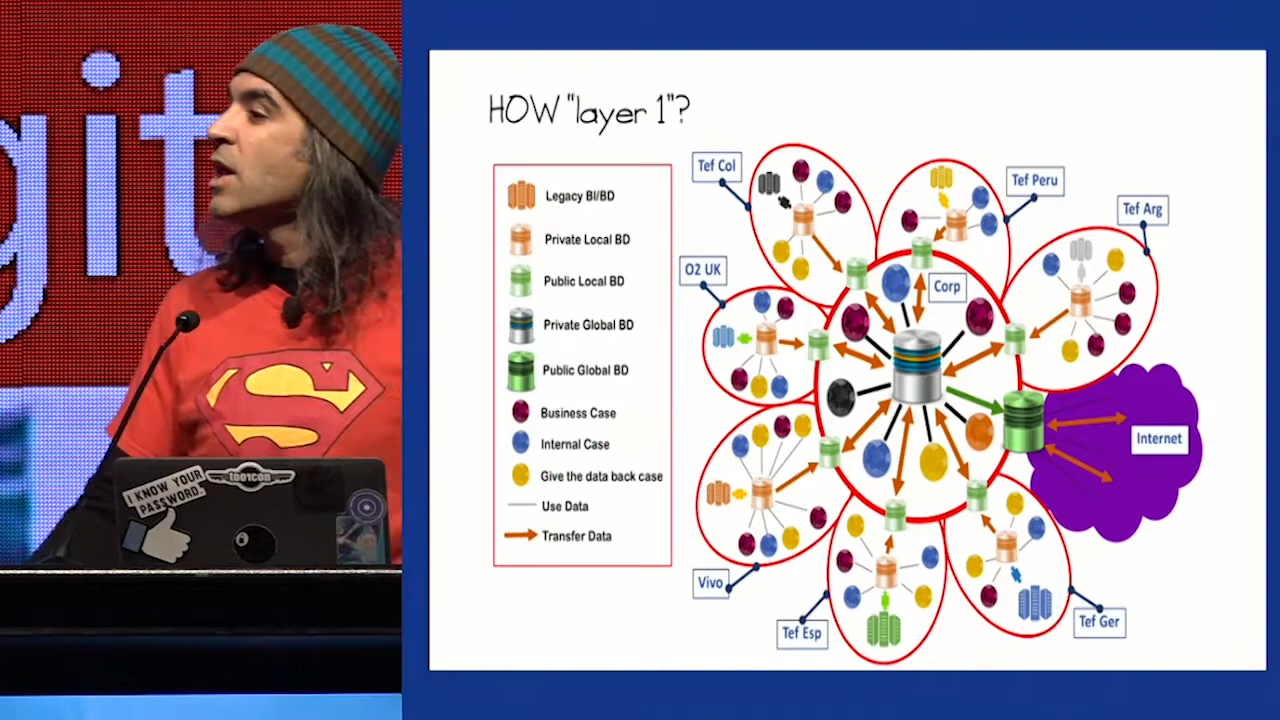 git
I KNOW YOUR
PASSWORD.
too1con
HOW "layer 1"?
Legacy BI/BD
Private Local BD
Public Local BD
Private Global BD
Public Global BD
Business Case
Internal Case
Give the data back case
Use Data
Transfer Data
Tef Col
Tef Peru
Tef Arg
O2 UK
Corp
Internet
Vivo
Tef Esp
Tef Ger